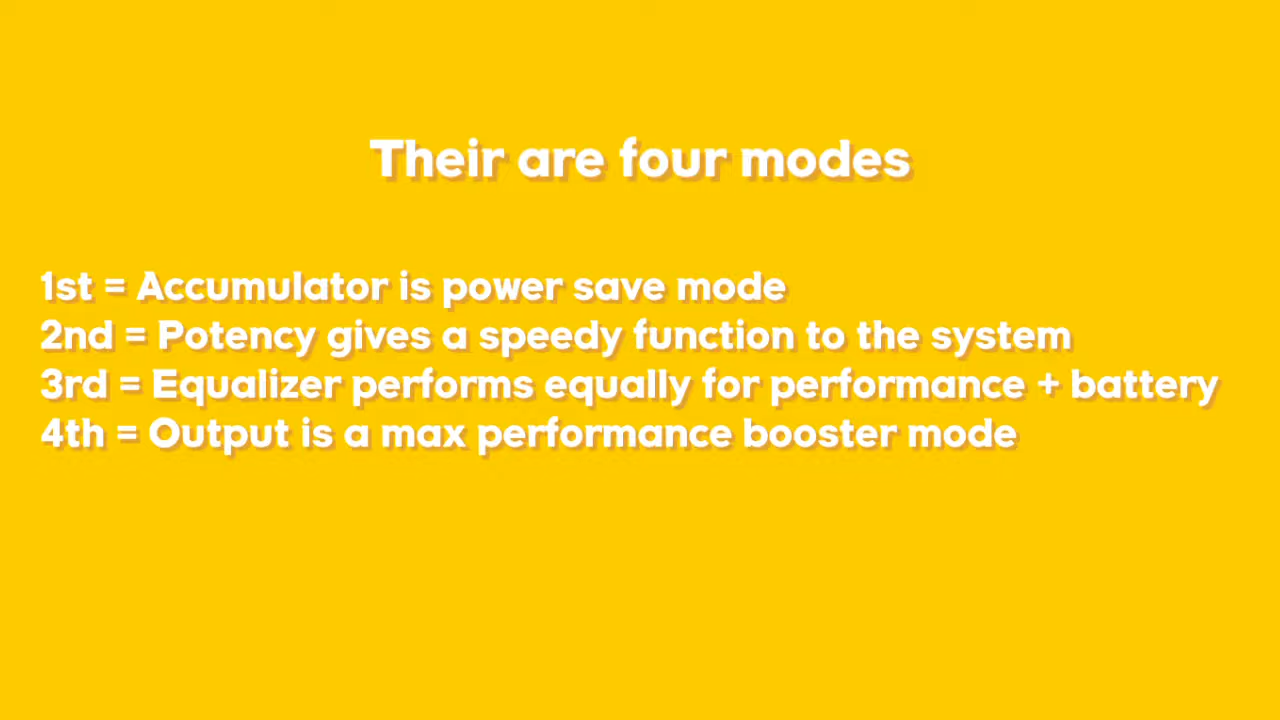 Their are four modes
1st = Accumulator is power save mode
2nd = Potency gives a speedy function to the system
3rd = Equalizer performs equally for performance + battery
4th = Output is a max performance booster mode